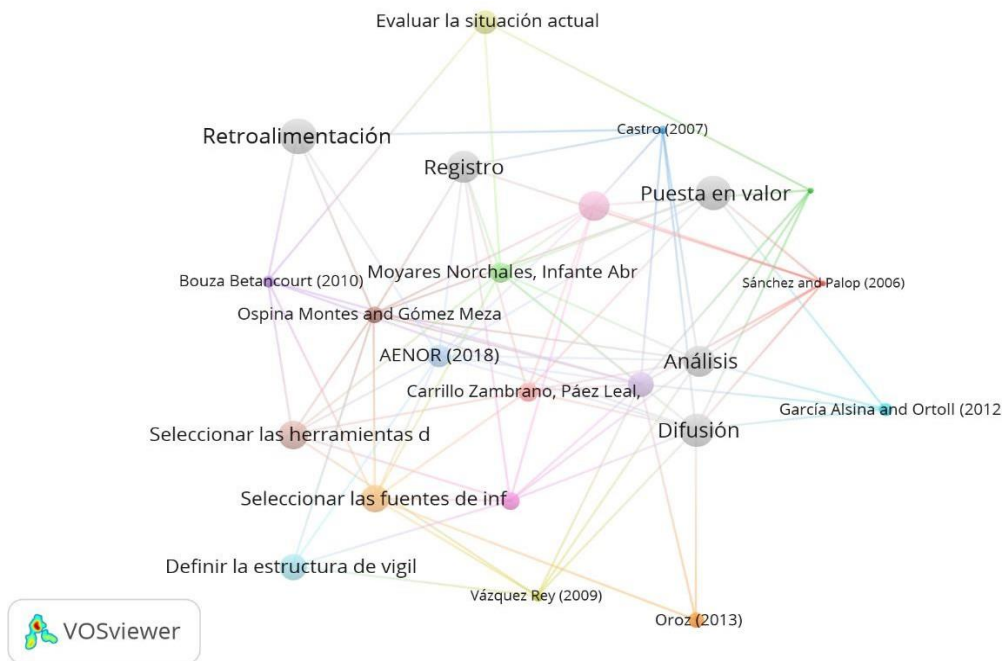 Evaluar la situación actual
Castro (2007)
Retroalimentación
Registro
Puesta en valor
Moyares Norchales, Infante Abr
Bouza Betancourt (2010)
Sánchez and Palop (2006)
Ospina Montes and Gómez Meza
AENOR (2018)
Análisis
Carrillo Zambrano, Páez Leal,
García Alsina and Ortoll (2012
Difusión
Seleccionar las herramientas d
Seleccionar las fuentes de inf
Definir la estructura de vigil
Vázquez Rey (2009)
Oroz (2013)
VOSviewer